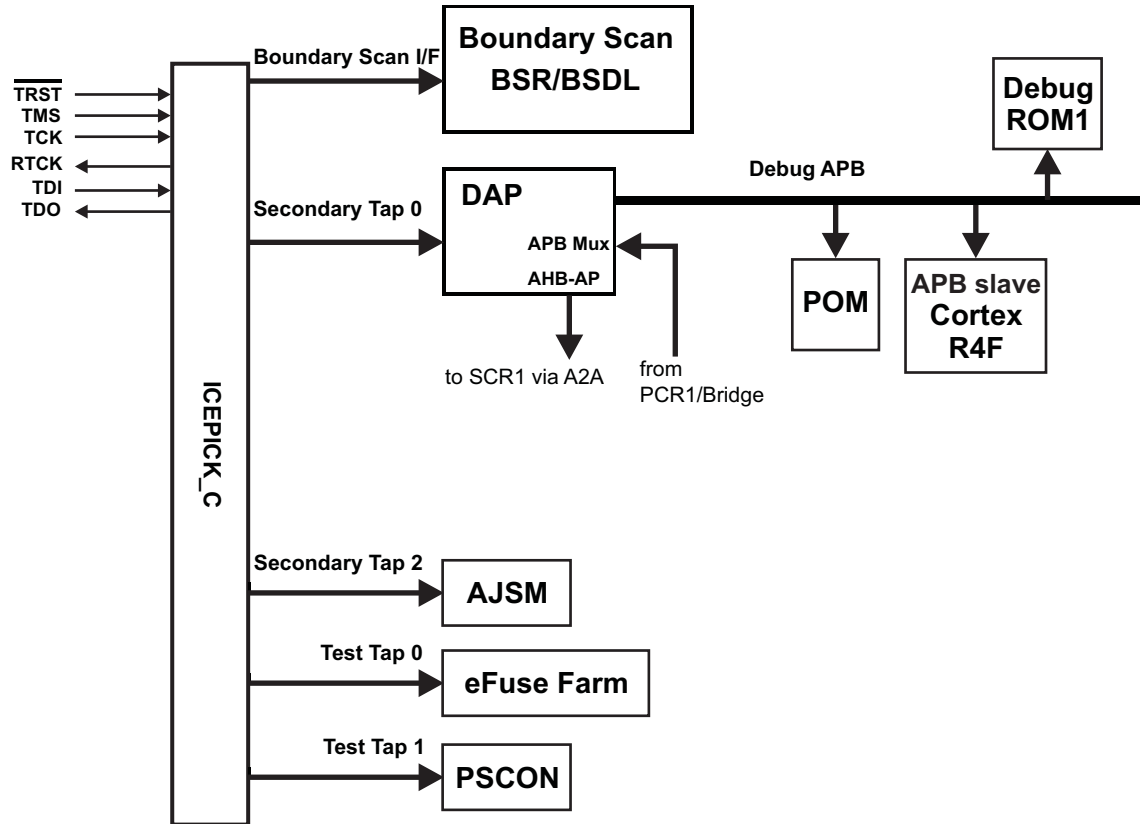 Boundary Scan I/F
Boundary Scan
BSR/BSDL
TRST
TMS
TCK
RTCK
TDI
TDO
ICEPICK_C
Secondary Tap 0
DAP
APB Mux
AHB-AP
to SCR1 via A2A
from
PCR1/Bridge
Debug APB
Debug
ROM1
POM
APB slave
Cortex
R4F
Secondary Tap 2
AJSM
Test Tap 0
eFuse Farm
Test Tap 1
PSCON